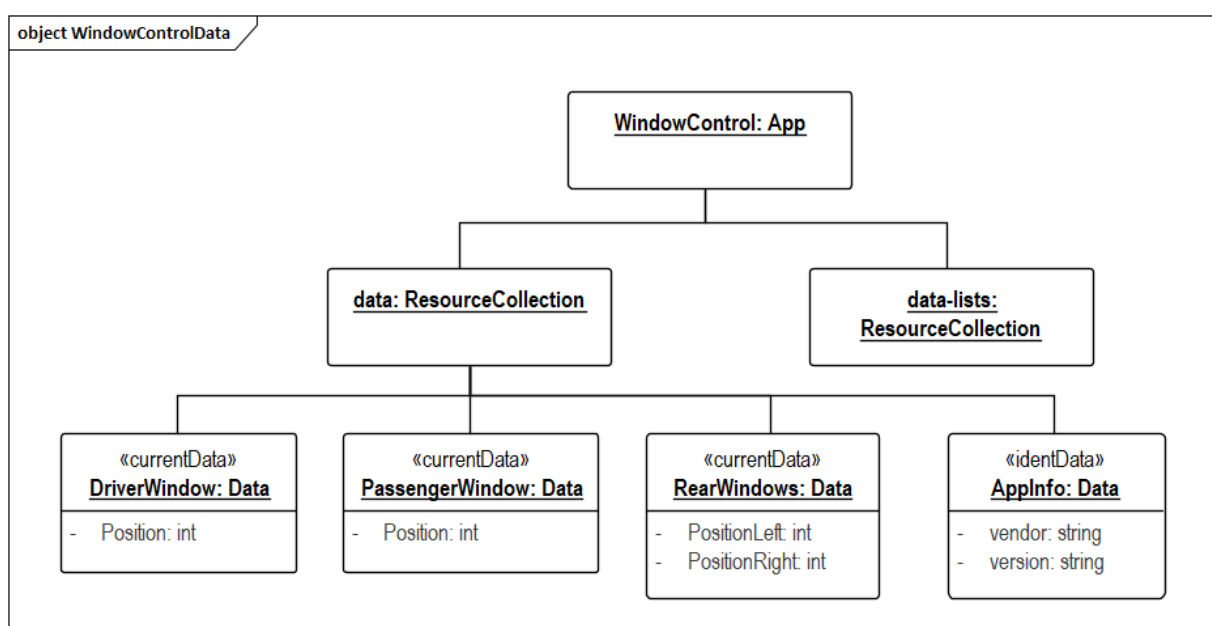 object WindowControlData
WindowControl: App
data: ResourceCollection
data-lists:
ResourceCollection
«currentData»
DriverWindow: Data
- Position: int
«currentData»
PassengerWindow: Data
- Position: int
«currentData»
RearWindows: Data
- PositionLeft: int
- PositionRight: int
«identData»
AppInfo: Data
- vendor: string
- version: string